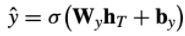 ŷ = σ(W_y h_T + b_y)